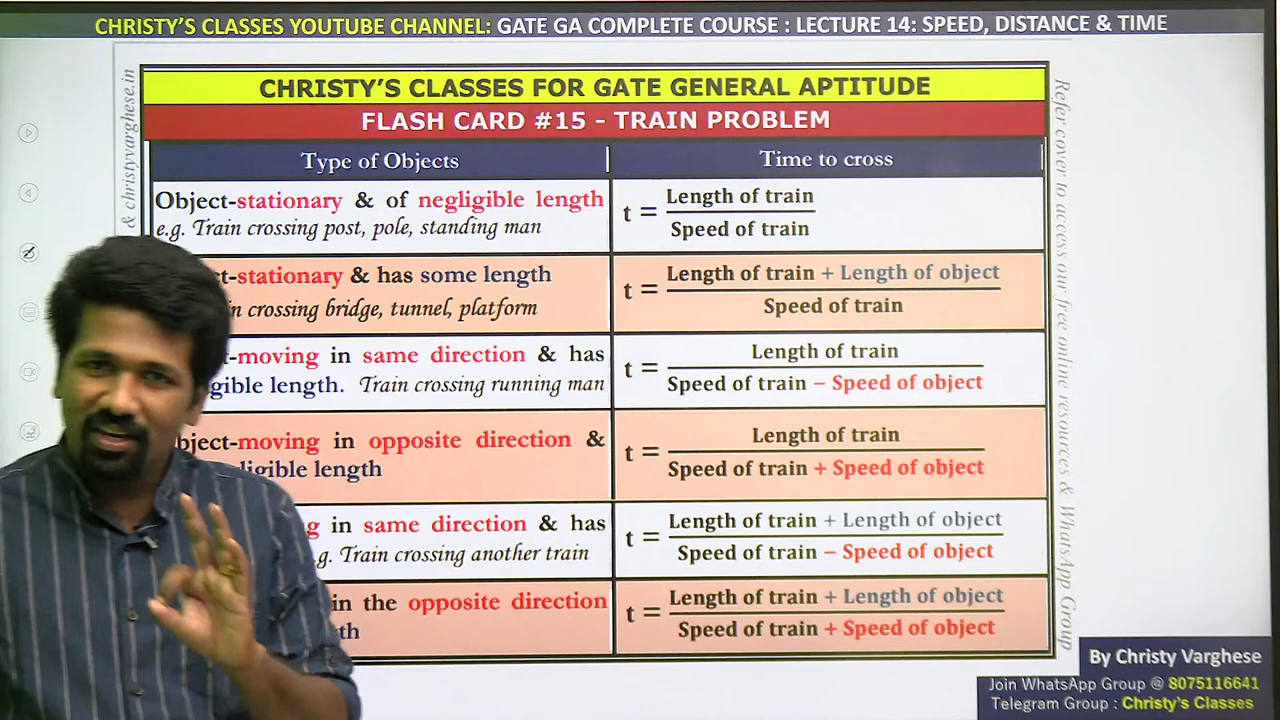 CHRISTY'S CLASSES YOUTUBE CHANNEL: GATE GA COMPLETE COURSE : LECTURE 14: SPEED, DISTANCE & TIME
& christyvarghese.in
CHRISTY'S CLASSES FOR GATE GENERAL APTITUDE
FLASH CARD #15 - TRAIN PROBLEM
Type of Objects
Time to cross
Object-stationary & of negligible length
e.g. Train crossing post, pole, standing man
t = Length of train
Speed of train
-stationary & has some length
crossing bridge, tunnel, platform
t = Length of train + Length of object
Speed of train
-moving in same direction & has
length. Train crossing running man
t = Length of train
Speed of train − Speed of object
-moving in opposite direction &
length
t = Length of train
Speed of train + Speed of object
in same direction & has
Train crossing another train
t = Length of train + Length of object
Speed of train − Speed of object
in the opposite direction
t = Length of train + Length of object
Speed of train + Speed of object
Refer cover to access our free online resources & WhatsApp Group
By Christy Varghese
Join WhatsApp Group @ 8075116641
Telegram Group : Christy's Classes